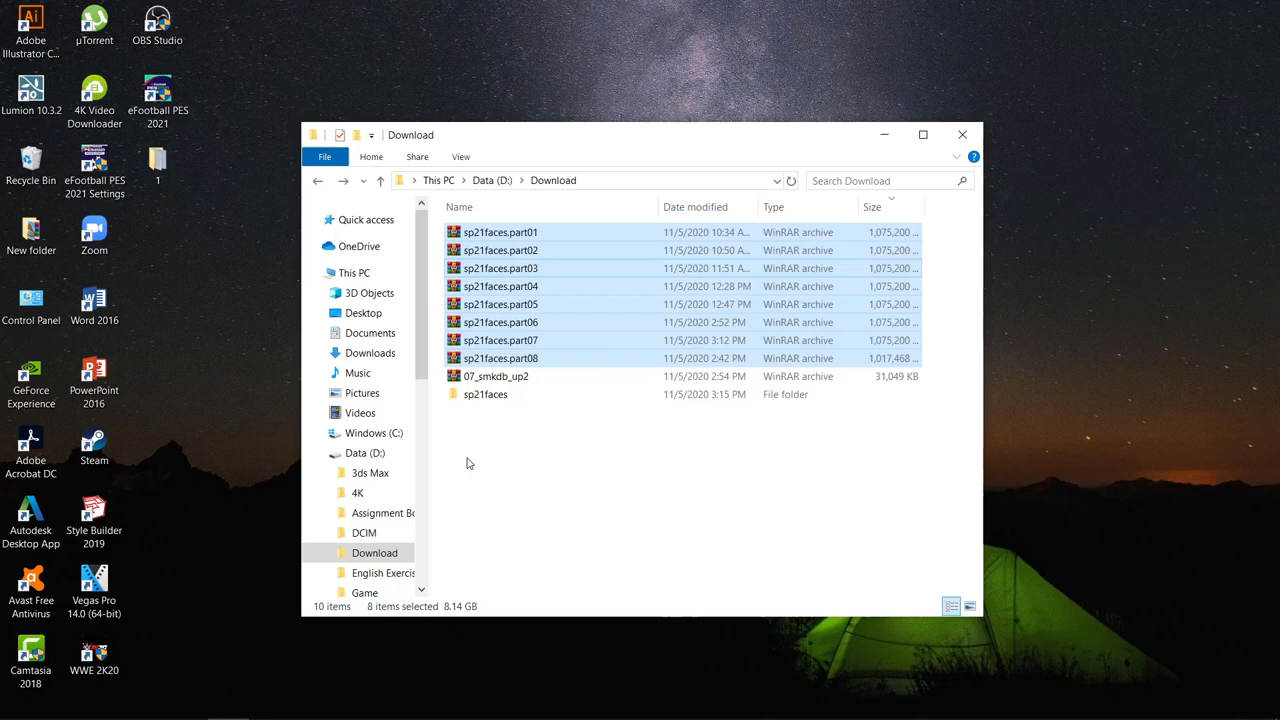 Adobe Illustrator C...
µTorrent
OBS Studio
Lumion 10.3.2
4K Video Downloader
eFootball PES 2021
Recycle Bin
eFootball PES 2021 Settings
1
New folder
Zoom
Control Panel
Word 2016
GeForce Experience
PowerPoint 2016
Adobe Acrobat DC
Steam
Autodesk Desktop App
Style Builder 2019
Avast Free Antivirus
Vegas Pro 14.0 (64-bit)
Camtasia 2018
WWE 2K20
Download
File Home Share View
This PC > Data (D:) > Download
Search Download
Quick access
OneDrive
This PC
3D Objects
Desktop
Documents
Downloads
Music
Pictures
Videos
Windows (C:)
Data (D:)
3ds Max
4K
Assignment Bo
DCIM
Download
English Exercis
Game
Name Date modified Type Size
sp21faces.part01 11/5/2020 10:34 A... WinRAR archive 1,075,200 ...
sp21faces.part02 11/5/2020 10:50 A... WinRAR archive 1,075,200 ...
sp21faces.part03 11/5/2020 11:51 A... WinRAR archive 1,075,200 ...
sp21faces.part04 11/5/2020 12:28 PM WinRAR archive 1,075,200 ...
sp21faces.part05 11/5/2020 12:47 PM WinRAR archive 1,075,200 ...
sp21faces.part06 11/5/2020 2:52 PM WinRAR archive 1,075,200 ...
sp21faces.part07 11/5/2020 3:12 PM WinRAR archive 1,075,200 ...
sp21faces.part08 11/5/2020 2:42 PM WinRAR archive 1,017,468 ...
07_smkdb_up2 11/5/2020 2:54 PM WinRAR archive 31,049 KB
sp21faces 11/5/2020 3:15 PM File folder
10 items 8 items selected 8.14 GB